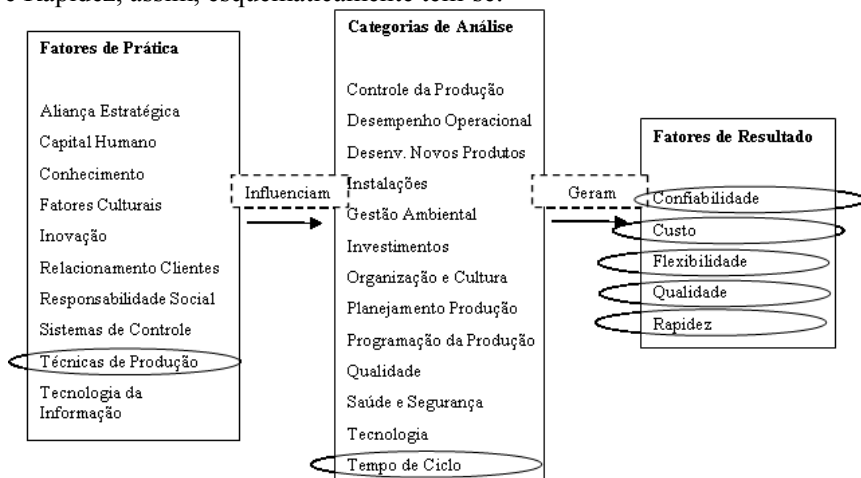 e Rapidez, assim, esquematicamente tem-se:
Fatores de Prática
Aliança Estratégica
Capital Humano
Conhecimento
Fatores Culturais
Inovação
Relacionamento Clientes
Responsabilidade Social
Sistemas de Controle
Técnicas de Produção
Tecnologia da
Informação
Influenciam
Categorias de Análise
Controle da Produção
Desempenho Operacional
Desenv. Novos Produtos
Instalações
Gestão Ambiental
Investimentos
Organização e Cultura
Planejamento Produção
Programação da Produção
Qualidade
Saúde e Segurança
Tecnologia
Tempo de Ciclo
Geram
Fatores de Resultado
Confiabilidade
Custo
Flexibilidade
Qualidade
Rapidez